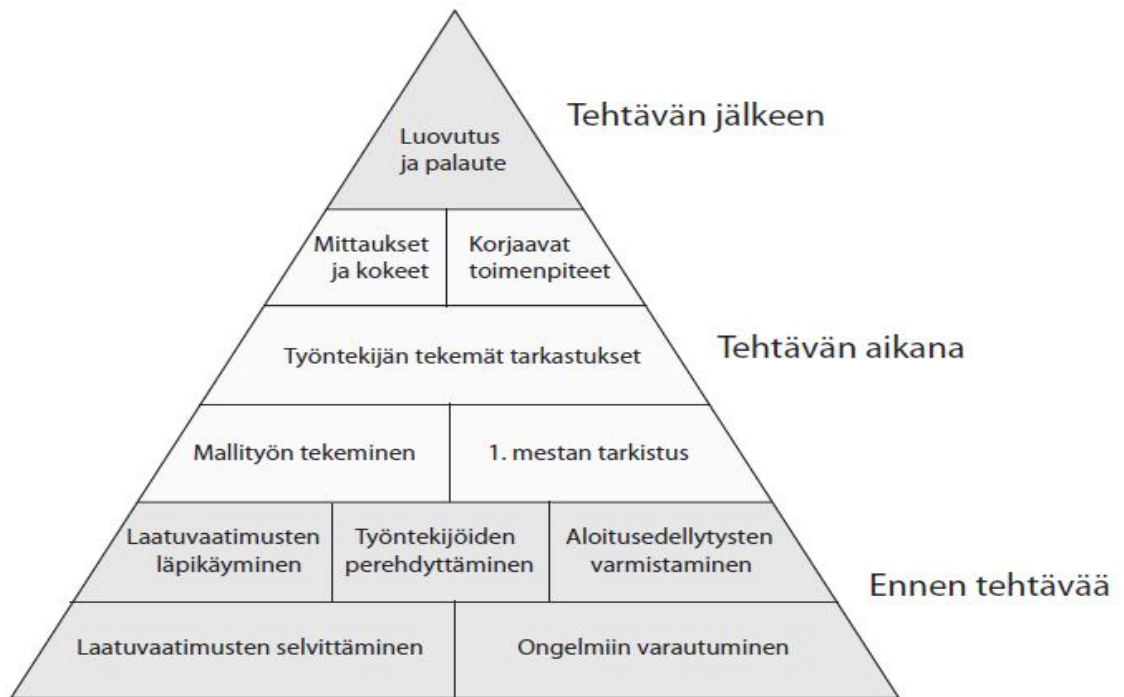 Tehtävän jälkeen
Luovutus
ja palaute
Mittaukset
ja kokeet
Korjaavat
toimenpiteet
Tehtävän aikana
Työntekijän tekemät tarkastukset
Mallityön tekeminen
1. mestan tarkistus
Laatuvaatimusten
läpikäyminen
Työntekijöiden
perehdyttäminen
Aloitusedellytysten
varmistaminen
Ennen tehtävää
Laatuvaatimusten selvittäminen
Ongelmiin varautuminen